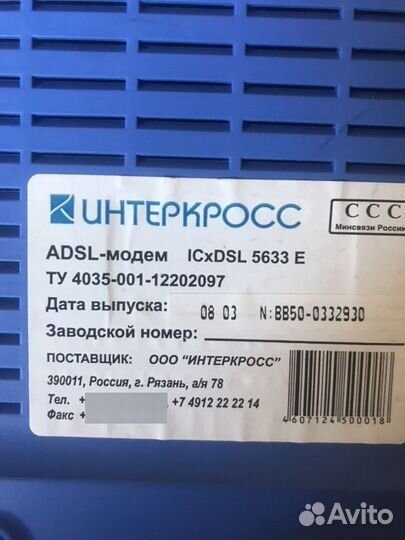 ИНТЕРКРОСС
ССС
Минсвязи России
ADSL-модем ICxDSL 5633 E
ТУ 4035-001-12202097
Дата выпуска: 08 03 N:BB50-0332930
Заводской номер:
ПОСТАВЩИК: ООО "ИНТЕРКРОСС"
390011, Россия, г. Рязань, а/я 78
Тел. + , +7 4912 22 22 14
Факс +
4607124500018
Avito